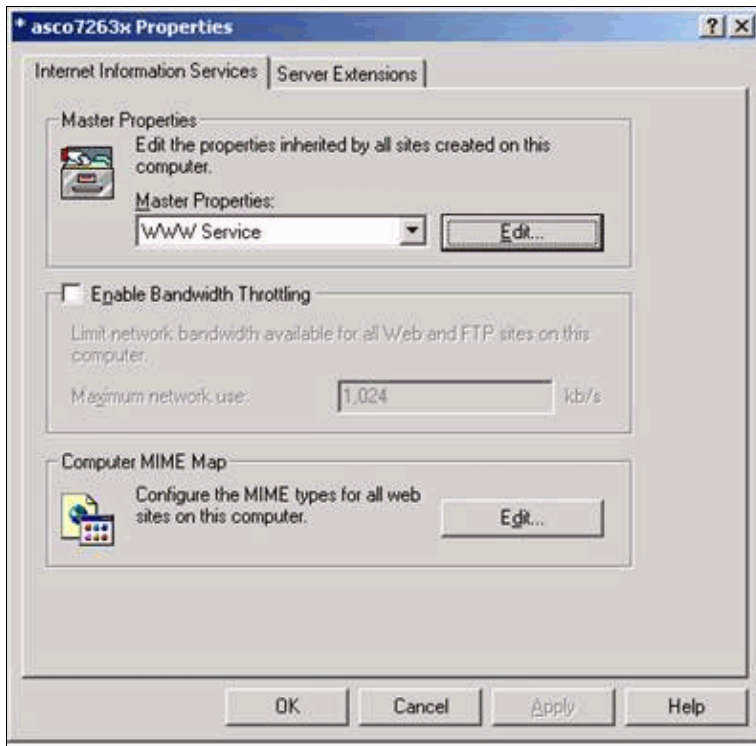 * asco7263x Properties
Internet Information Services
Server Extensions
Master Properties
Edit the properties inherited by all sites created on this
computer.
Master Properties:
WWW Service
Edit...
Enable Bandwidth Throttling
Limit network bandwidth available for all Web and FTP sites on this
computer.
Maximum network use:
1,024
kb/s
Computer MIME Map
Configure the MIME types for all web
sites on this computer.
Edit...
OK
Cancel
Apply
Help